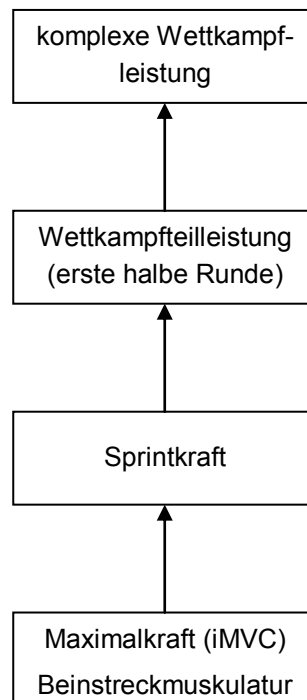 komplexe Wettkampf-
leistung
Wettkampfteilleistung
(erste halbe Runde)
Sprintkraft
Maximalkraft (iMVC)
Beinstreckmuskulatur